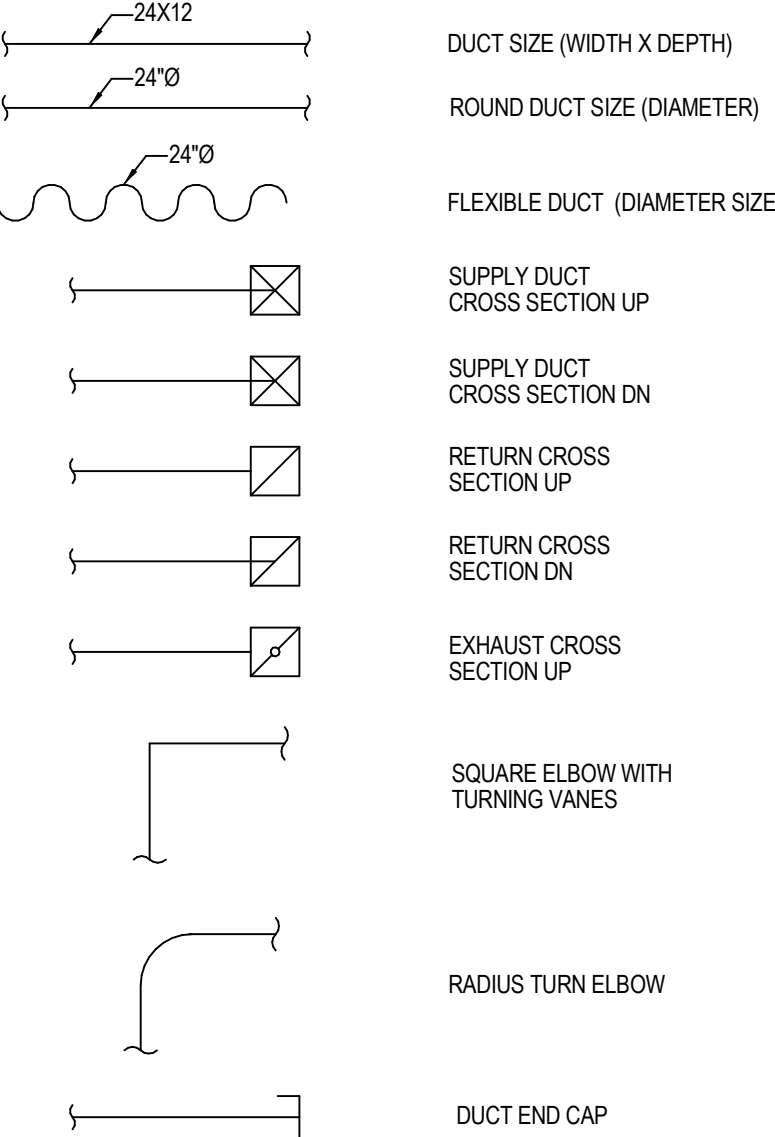 24X12
DUCT SIZE (WIDTH X DEPTH)
24"Ø
ROUND DUCT SIZE (DIAMETER)
24"Ø
FLEXIBLE DUCT (DIAMETER SIZE
SUPPLY DUCT
CROSS SECTION UP
SUPPLY DUCT
CROSS SECTION DN
RETURN CROSS
SECTION UP
RETURN CROSS
SECTION DN
EXHAUST CROSS
SECTION UP
SQUARE ELBOW WITH
TURNING VANES
RADIUS TURN ELBOW
DUCT END CAP